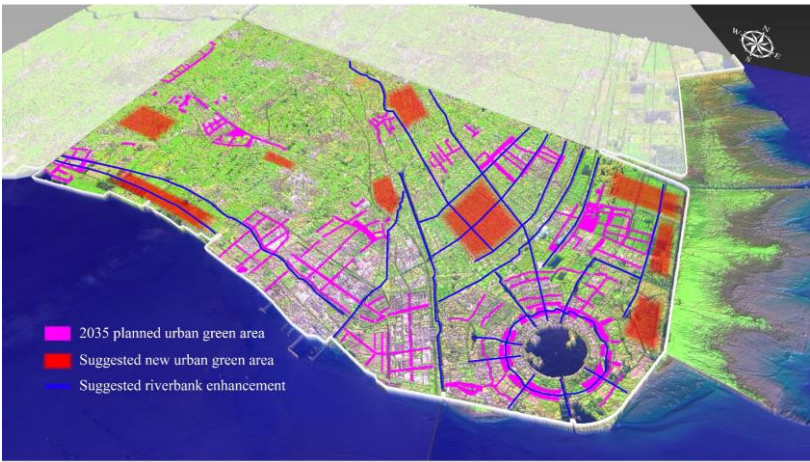 N
W
E
S
2035 planned urban green area
Suggested new urban green area
Suggested riverbank enhancement